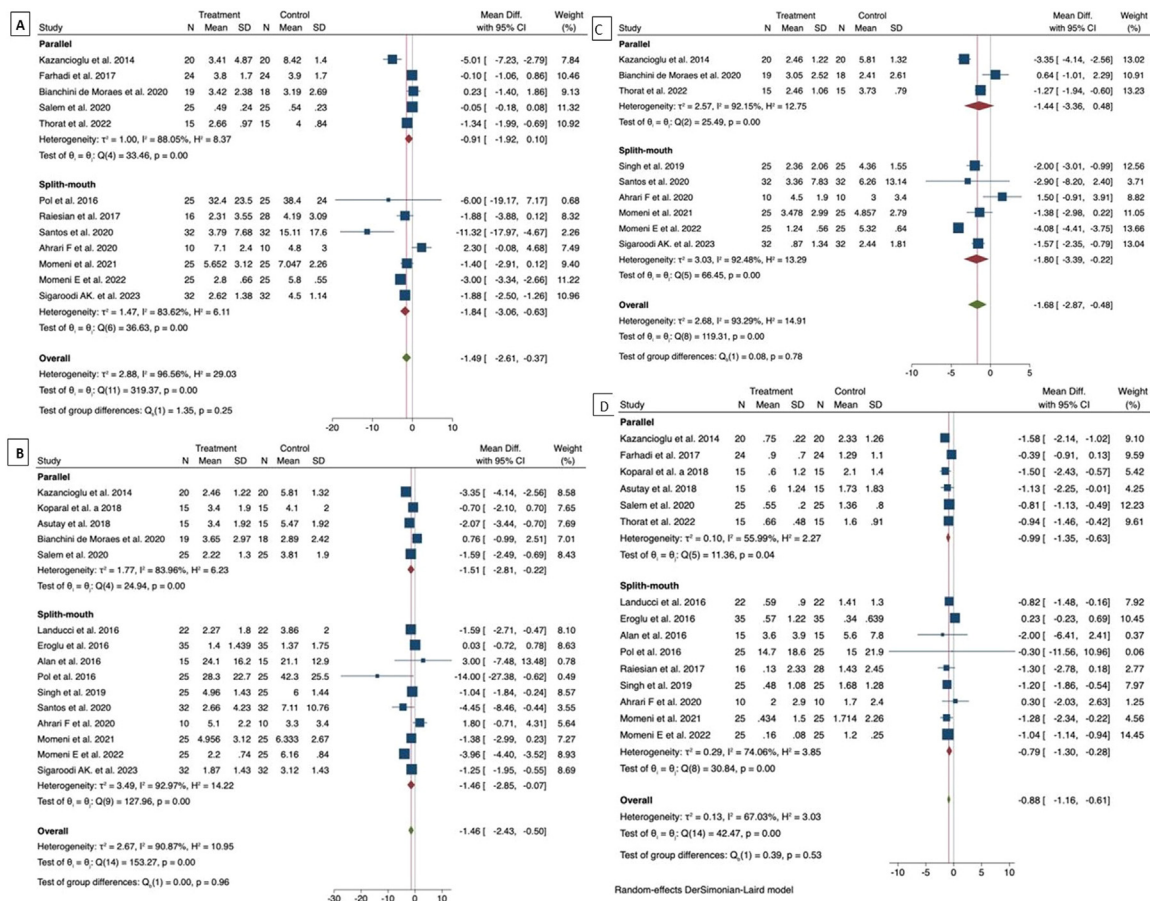 A
Treatment Control Mean Diff. Weight
Study N Mean SD N Mean SD with 95% CI (%)
Parallel
Kazancioglu et al. 2014 20 3.41 4.87 20 8.42 1.4 -5.01 [ -7.23, -2.79] 7.84
Farhadi et al. 2017 24 3.8 1.7 24 3.9 1.7 -0.10 [ -1.06, 0.86] 10.46
Bianchini de Moraes et al. 2020 19 3.42 2.38 18 3.19 2.69 0.23 [ -1.40, 1.86] 9.13
Salem et al. 2020 25 .49 .24 25 .54 .23 -0.05 [ -0.18, 0.08] 11.32
Thorat et al. 2022 15 2.66 .97 15 4 .84 -1.34 [ -1.99, -0.69] 10.92
Heterogeneity: τ² = 1.00, I² = 88.05%, H² = 8.37 -0.91 [ -1.92, 0.10]
Test of θᵢ = θⱼ: Q(4) = 33.46, p = 0.00
Splith-mouth
Pol et al. 2016 25 32.4 23.5 25 38.4 24 -6.00 [ -19.17, 7.17] 0.68
Raiesian et al. 2017 16 2.31 3.55 28 4.19 3.09 -1.88 [ -3.88, 0.12] 8.32
Santos et al. 2020 32 3.79 7.68 32 15.11 17.6 -11.32 [ -17.97, -4.67] 2.26
Ahrari F et al. 2020 10 7.1 2.4 10 4.8 3 2.30 [ -0.08, 4.68] 7.49
Momeni et al. 2021 25 5.652 3.12 25 7.047 2.26 -1.40 [ -2.91, 0.12] 9.40
Momeni E et al. 2022 25 2.8 .66 25 5.8 .55 -3.00 [ -3.34, -2.66] 11.22
Sigaroodi AK. et al. 2023 32 2.62 1.38 32 4.5 1.14 -1.88 [ -2.50, -1.26] 10.96
Heterogeneity: τ² = 1.47, I² = 83.62%, H² = 6.11 -1.84 [ -3.06, -0.63]
Test of θᵢ = θⱼ: Q(6) = 36.63, p = 0.00
Overall -1.49 [ -2.61, -0.37]
Heterogeneity: τ² = 2.88, I² = 96.56%, H² = 29.03
Test of θᵢ = θⱼ: Q(11) = 319.37, p = 0.00
Test of group differences: Q_b(1) = 1.35, p = 0.25
-20 -10 0 10
B
Treatment Control Mean Diff. Weight
Study N Mean SD N Mean SD with 95% CI (%)
Parallel
Kazancioglu et al. 2014 20 2.46 1.22 20 5.81 1.32 -3.35 [ -4.14, -2.56] 8.58
Koparal et al. a 2018 15 3.4 1.9 15 4.1 2 -0.70 [ -2.10, 0.70] 7.65
Asutay et al. 2018 15 3.4 1.92 15 5.47 1.92 -2.07 [ -3.44, -0.70] 7.69
Bianchini de Moraes et al. 2020 19 3.65 2.97 18 2.89 2.42 0.76 [ -0.99, 2.51] 7.01
Salem et al. 2020 25 2.22 1.3 25 3.81 1.9 -1.59 [ -2.49, -0.69] 8.43
Heterogeneity: τ² = 1.77, I² = 83.96%, H² = 6.23 -1.51 [ -2.81, -0.22]
Test of θᵢ = θⱼ: Q(4) = 24.94, p = 0.00
Splith-mouth
Landucci et al. 2016 22 2.27 1.8 22 3.86 2 -1.59 [ -2.71, -0.47] 8.10
Eroglu et al. 2016 35 1.4 1.439 35 1.37 1.75 0.03 [ -0.72, 0.78] 8.63
Alan et al. 2016 15 24.1 16.2 15 21.1 12.9 3.00 [ -7.48, 13.48] 0.78
Pol et al. 2016 25 28.3 22.7 25 42.3 25.5 -14.00 [ -27.38, -0.62] 0.49
Singh et al. 2019 25 4.96 1.43 25 6 1.44 -1.04 [ -1.84, -0.24] 8.57
Santos et al. 2020 32 2.66 4.23 32 7.11 10.76 -4.45 [ -8.46, -0.44] 3.55
Ahrari F et al. 2020 10 5.1 2.2 10 3.3 3.4 1.80 [ -0.71, 4.31] 5.64
Momeni et al. 2021 25 4.956 3.12 25 6.333 2.67 -1.38 [ -2.99, 0.23] 7.27
Momeni E et al. 2022 25 2.2 .74 25 6.16 .84 -3.96 [ -4.40, -3.52] 8.93
Sigaroodi AK. et al. 2023 32 1.87 1.43 32 3.12 1.43 -1.25 [ -1.95, -0.55] 8.69
Heterogeneity: τ² = 3.49, I² = 92.97%, H² = 14.22 -1.46 [ -2.85, -0.07]
Test of θᵢ = θⱼ: Q(9) = 127.96, p = 0.00
Overall -1.46 [ -2.43, -0.50]
Heterogeneity: τ² = 2.67, I² = 90.87%, H² = 10.95
Test of θᵢ = θⱼ: Q(14) = 153.27, p = 0.00
Test of group differences: Q_b(1) = 0.00, p = 0.96
-30 -20 -10 0 10
C
Treatment Control Mean Diff. Weight
Study N Mean SD N Mean SD with 95% CI (%)
Parallel
Kazancioglu et al. 2014 20 2.46 1.22 20 5.81 1.32 -3.35 [ -4.14, -2.56] 13.02
Bianchini de Moraes et al. 2020 19 3.05 2.52 18 2.41 2.61 0.64 [ -1.01, 2.29] 10.91
Thorat et al. 2022 15 2.46 1.06 15 3.73 .79 -1.27 [ -1.94, -0.60] 13.23
Heterogeneity: τ² = 2.57, I² = 92.15%, H² = 12.75 -1.44 [ -3.36, 0.48]
Test of θᵢ = θⱼ: Q(2) = 25.49, p = 0.00
Splith-mouth
Singh et al. 2019 25 2.36 2.06 25 4.36 1.55 -2.00 [ -3.01, -0.99] 12.56
Santos et al. 2020 32 3.36 7.83 32 6.26 13.14 -2.90 [ -8.20, 2.40] 3.71
Ahrari F et al. 2020 10 4.5 1.9 10 3 3.4 1.50 [ -0.91, 3.91] 8.82
Momeni et al. 2021 25 3.478 2.99 25 4.857 2.79 -1.38 [ -2.98, 0.22] 11.05
Momeni E et al. 2022 25 1.24 .56 25 5.32 .64 -4.08 [ -4.41, -3.75] 13.66
Sigaroodi AK. et al. 2023 32 .87 1.34 32 2.44 1.81 -1.57 [ -2.35, -0.79] 13.04
Heterogeneity: τ² = 3.03, I² = 92.48%, H² = 13.29 -1.80 [ -3.39, -0.22]
Test of θᵢ = θⱼ: Q(5) = 66.45, p = 0.00
Overall -1.68 [ -2.87, -0.48]
Heterogeneity: τ² = 2.68, I² = 93.29%, H² = 14.91
Test of θᵢ = θⱼ: Q(8) = 119.31, p = 0.00
Test of group differences: Q_b(1) = 0.08, p = 0.78
-10 -5 0 5
D
Treatment Control Mean Diff. Weight
Study N Mean SD N Mean SD with 95% CI (%)
Parallel
Kazancioglu et al. 2014 20 .75 .22 20 2.33 1.26 -1.58 [ -2.14, -1.02] 9.10
Farhadi et al. 2017 24 .9 .7 24 1.29 1.1 -0.39 [ -0.91, 0.13] 9.59
Koparal et al. a 2018 15 .6 1.2 15 2.1 1.4 -1.50 [ -2.43, -0.57] 5.42
Asutay et al. 2018 15 .6 1.24 15 1.73 1.83 -1.13 [ -2.25, -0.01] 4.25
Salem et al. 2020 25 .55 .2 25 1.36 .8 -0.81 [ -1.13, -0.49] 12.23
Thorat et al. 2022 15 .66 .48 15 1.6 .91 -0.94 [ -1.46, -0.42] 9.61
Heterogeneity: τ² = 0.10, I² = 55.99%, H² = 2.27 -0.99 [ -1.35, -0.63]
Test of θᵢ = θⱼ: Q(5) = 11.36, p = 0.04
Splith-mouth
Landucci et al. 2016 22 .59 .9 22 1.41 1.3 -0.82 [ -1.48, -0.16] 7.92
Eroglu et al. 2016 35 .57 1.22 35 .34 .639 0.23 [ -0.23, 0.69] 10.45
Alan et al. 2016 15 3.6 3.9 15 5.6 7.8 -2.00 [ -6.41, 2.41] 0.37
Pol et al. 2016 25 14.7 18.6 25 15 21.9 -0.30 [ -11.56, 10.96] 0.06
Raiesian et al. 2017 16 .13 2.33 28 1.43 2.45 -1.30 [ -2.78, 0.18] 2.77
Singh et al. 2019 25 .48 1.08 25 1.68 1.28 -1.20 [ -1.86, -0.54] 7.97
Ahrari F et al. 2020 10 2 2.9 10 1.7 2.4 0.30 [ -2.03, 2.63] 1.25
Momeni et al. 2021 25 .434 1.5 25 1.714 2.26 -1.28 [ -2.34, -0.22] 4.56
Momeni E et al. 2022 25 .16 .08 25 1.2 .25 -1.04 [ -1.14, -0.94] 14.45
Heterogeneity: τ² = 0.29, I² = 74.06%, H² = 3.85 -0.79 [ -1.30, -0.28]
Test of θᵢ = θⱼ: Q(8) = 30.84, p = 0.00
Overall -0.88 [ -1.16, -0.61]
Heterogeneity: τ² = 0.13, I² = 67.03%, H² = 3.03
Test of θᵢ = θⱼ: Q(14) = 42.47, p = 0.00
Test of group differences: Q_b(1) = 0.39, p = 0.53
-10 -5 0 5 10
Random-effects DerSimonian-Laird model